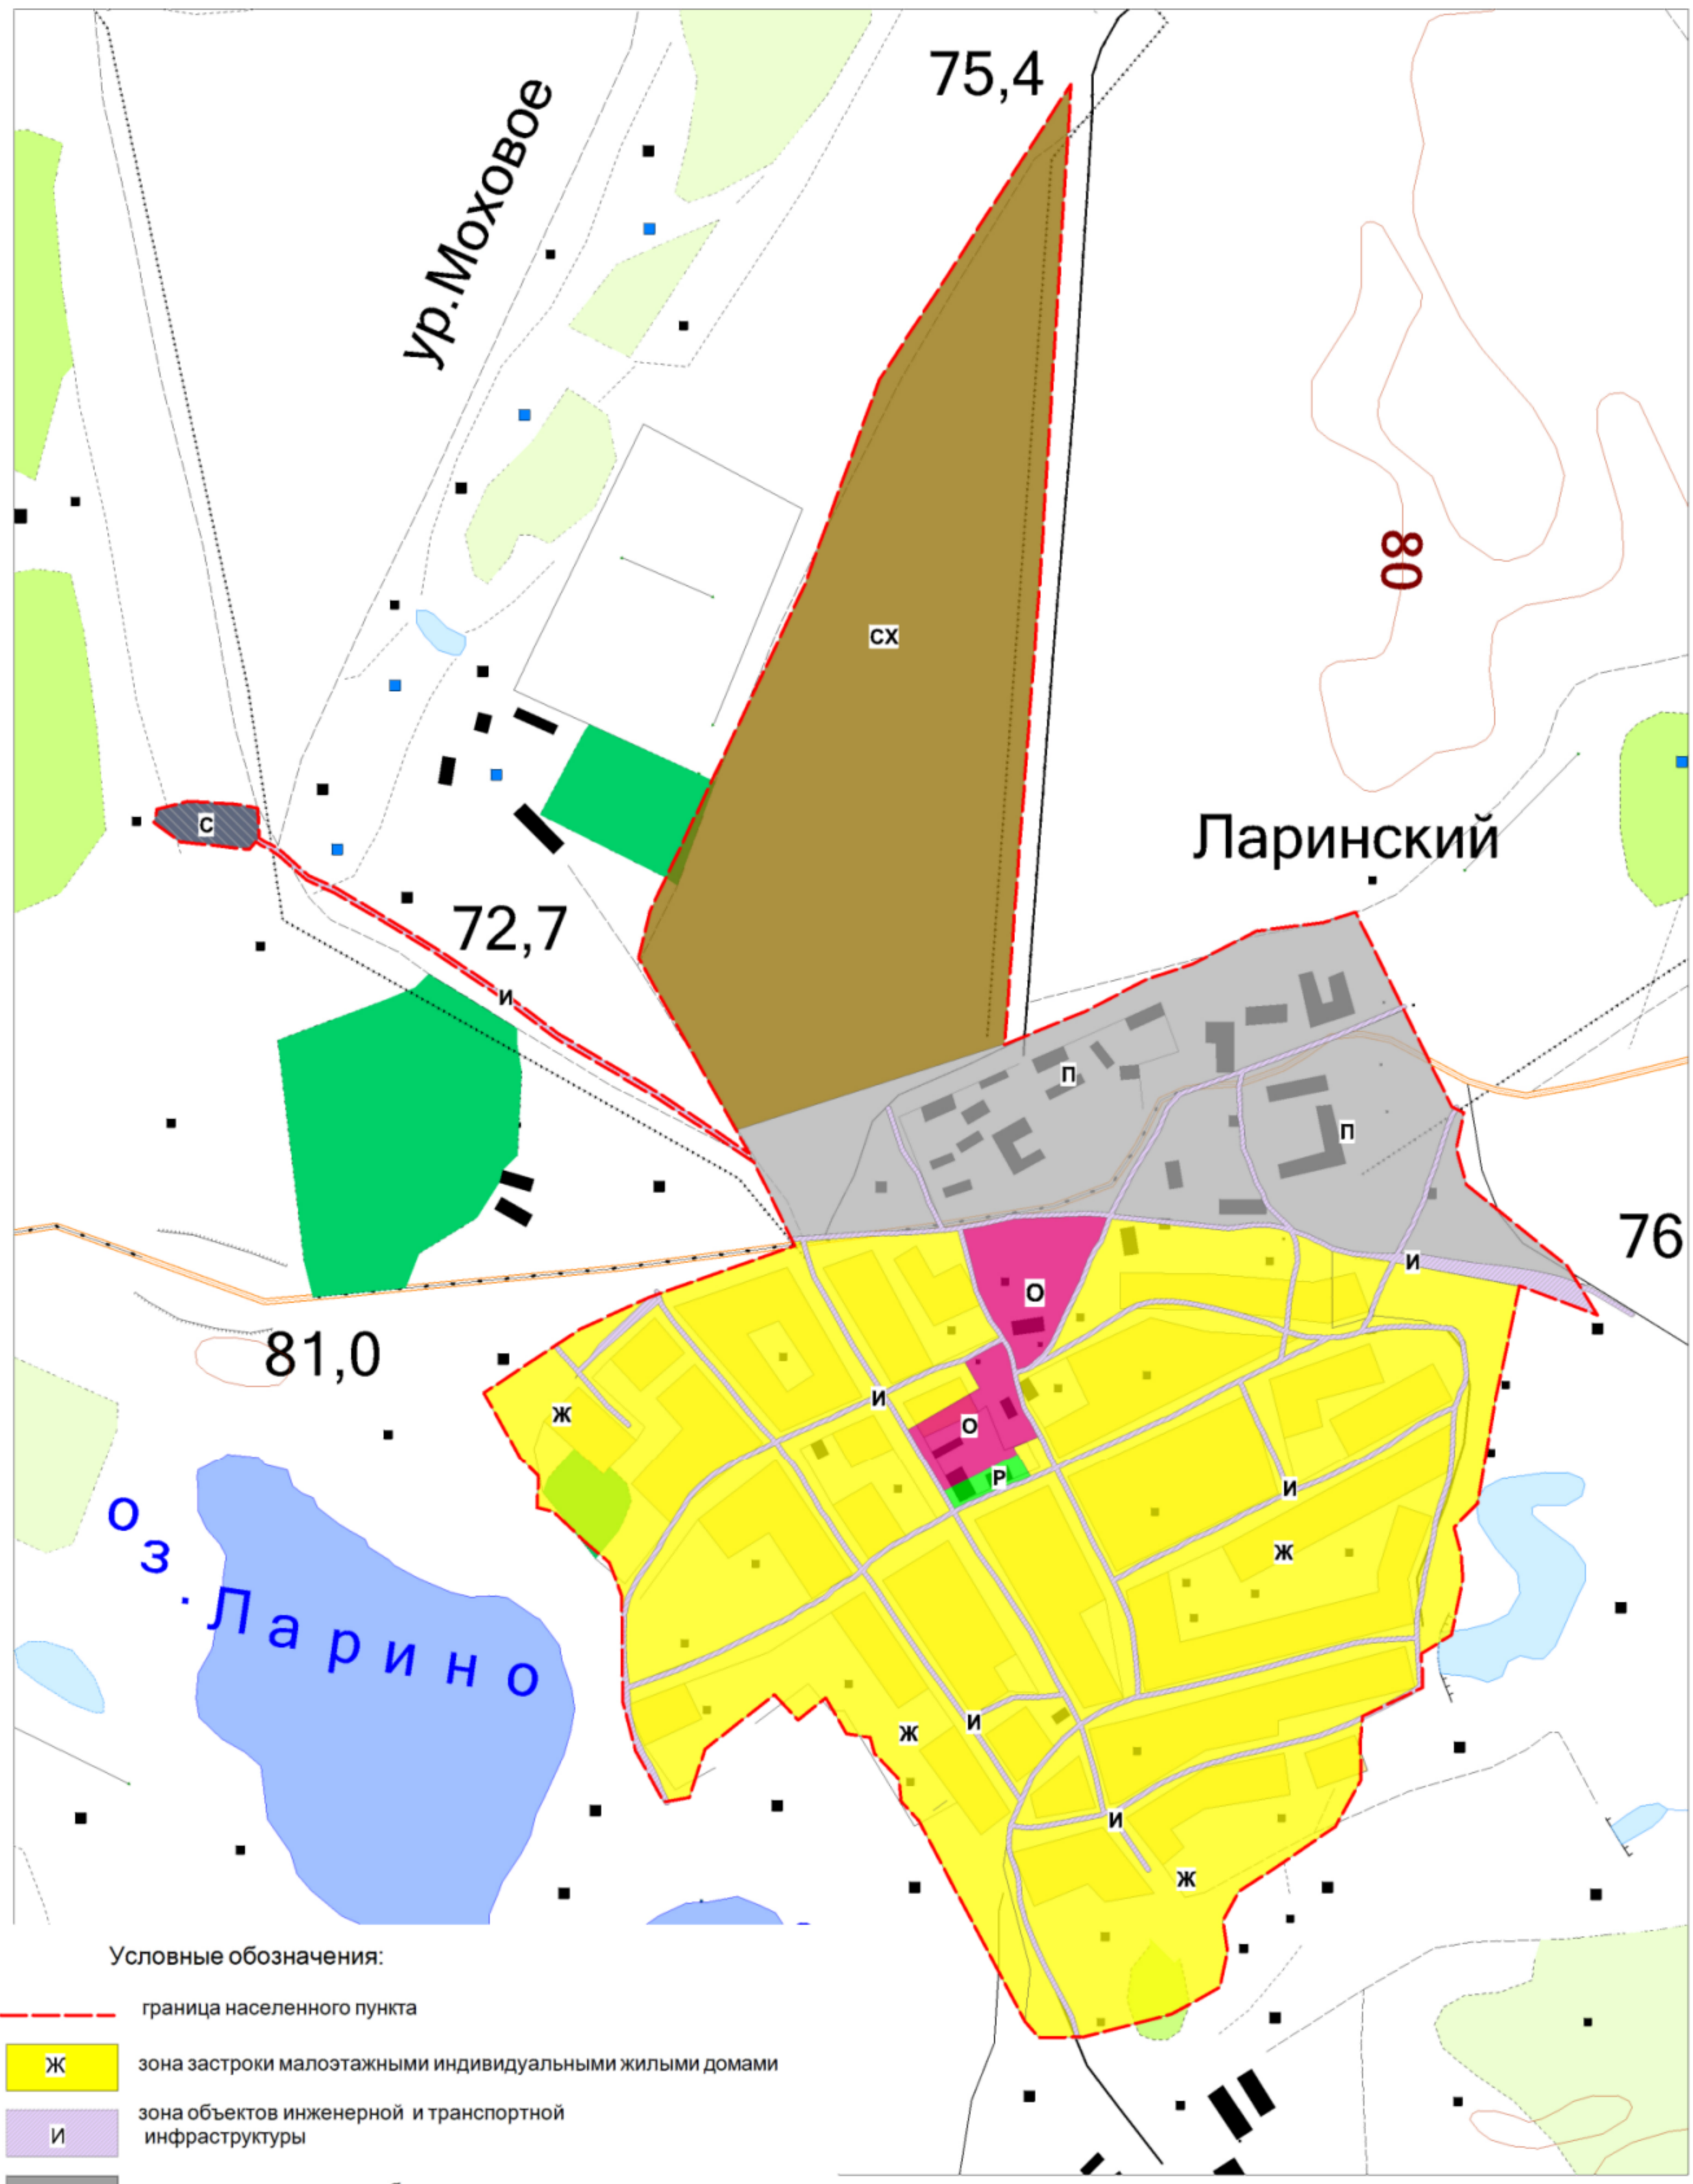 75,4
ур.Моховое
СХ
80
Ларинский
С
72,7
И
П
П
76
И
О
81,0
И
Ж
О
Р
И
Ж
оз.Ларино
И
Ж
И
Ж
Условные обозначения:
граница населенного пункта
Ж зона застроки малоэтажными индивидуальными жилыми домами
И зона объектов инженерной и транспортной
инфраструктуры